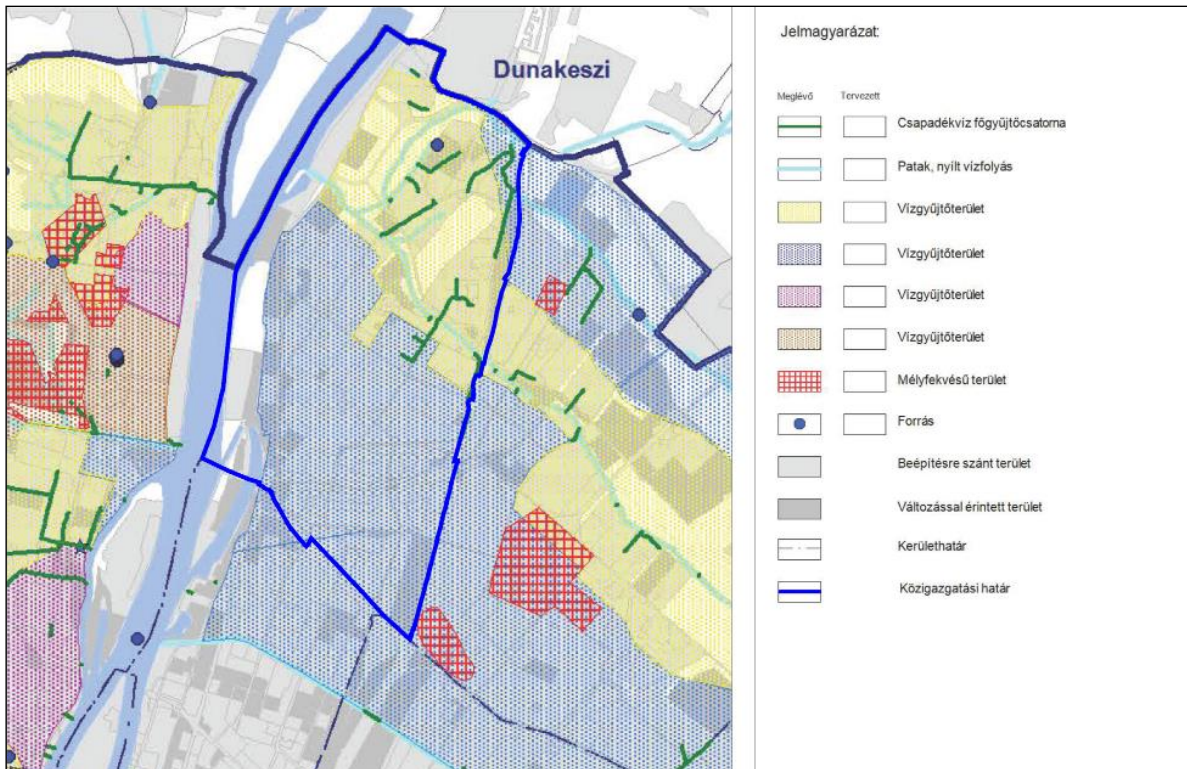 Dunakeszi
Jelmagyarázat:
Meglévő Tervezett
Csapadékvíz főgyűjtőcsatorna
Patak, nyílt vízfolyás
Vízgyűjtőterület
Vízgyűjtőterület
Vízgyűjtőterület
Vízgyűjtőterület
Mélyfekvésű terület
Forrás
Beépítésre szánt terület
Változással érintett terület
Kerülethatár
Közigazgatási határ